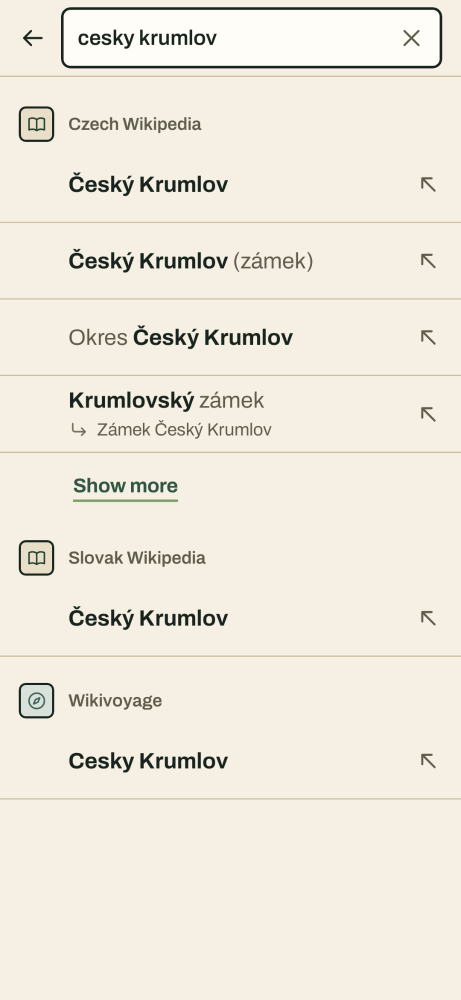 cesky krumlov
Czech Wikipedia
Český Krumlov
Český Krumlov (zámek)
Okres Český Krumlov
Krumlovský zámek
Zámek Český Krumlov
Show more
Slovak Wikipedia
Český Krumlov
Wikivoyage
Cesky Krumlov